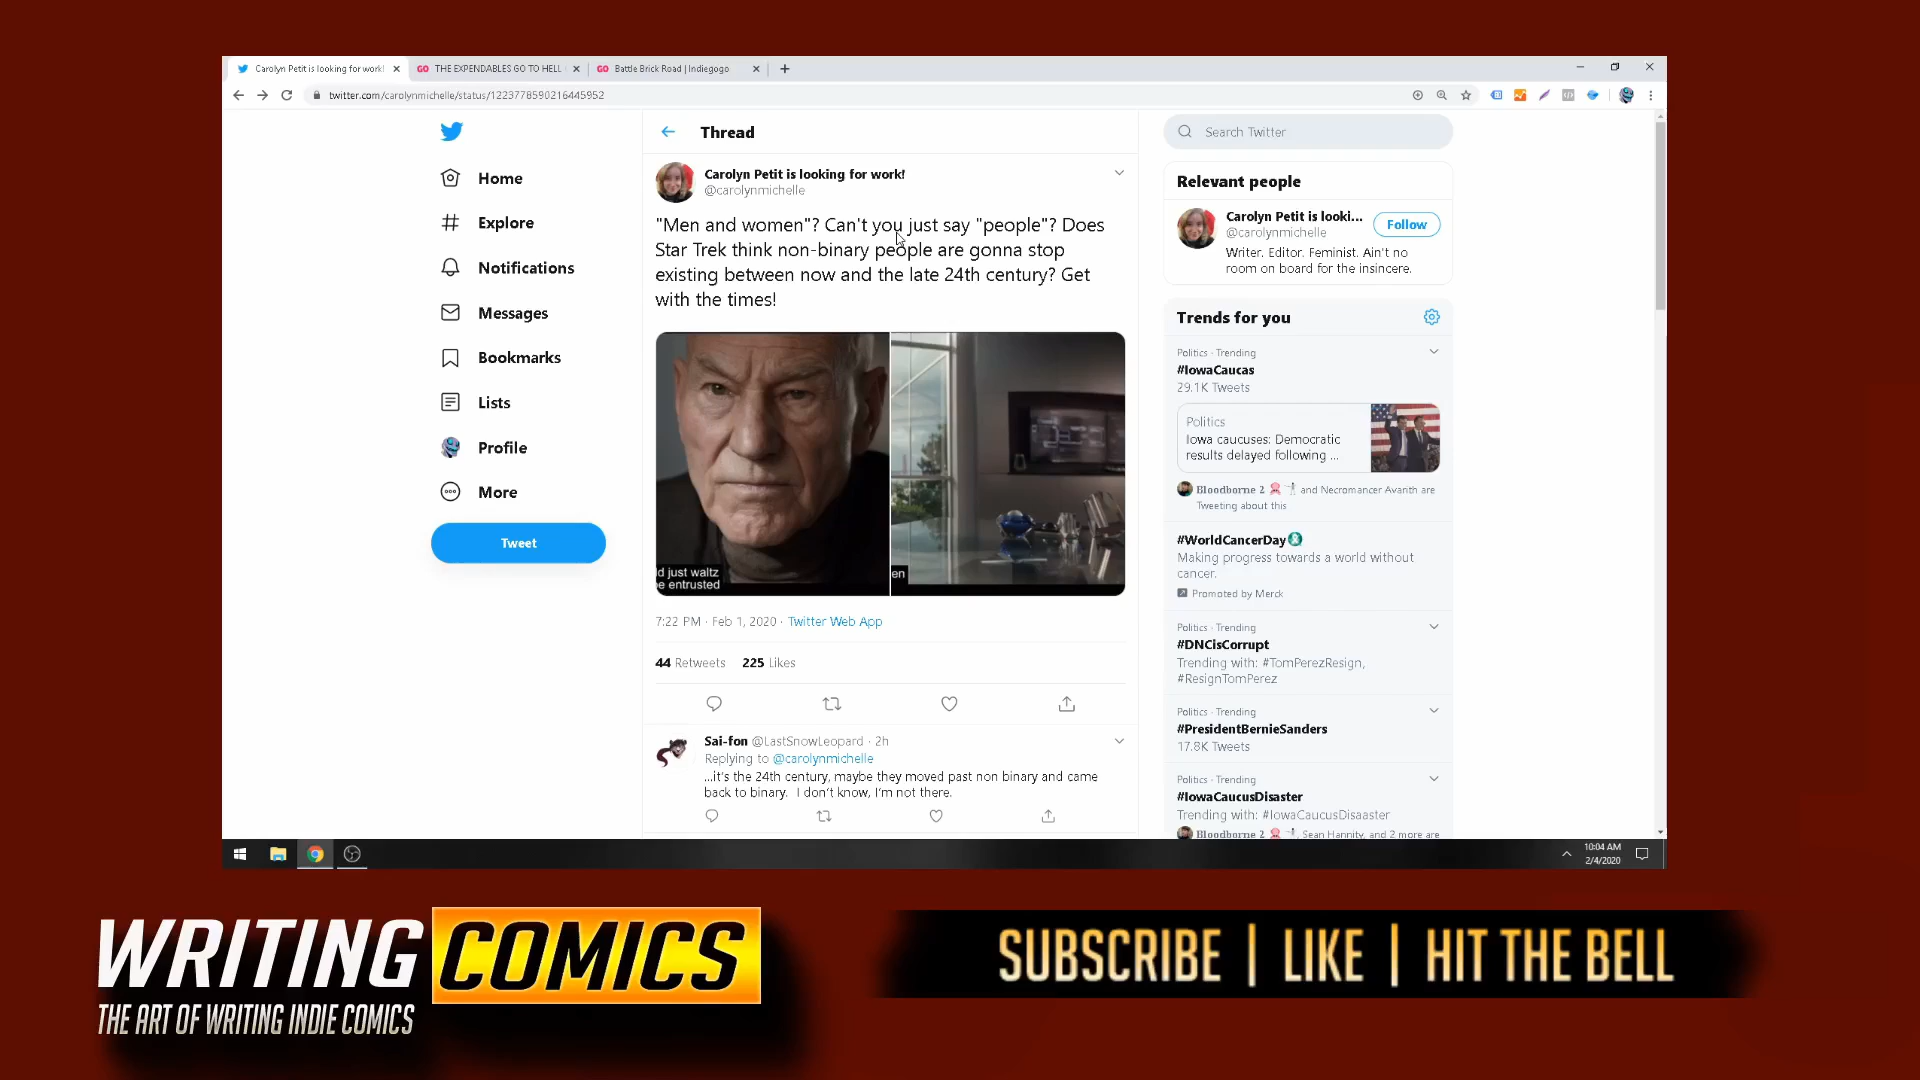 Carolyn Petit is looking for work!
THE EXPENDABLES GO TO HELL
Battle Brick Road | Indiegogo
twitter.com/carolynmichelle/status/1223778590216445952
Home
Explore
Notifications
Messages
Bookmarks
Lists
Profile
More
Tweet
Thread
Carolyn Petit is looking for work!
@carolynmichelle
"Men and women"? Can't you just say "people"? Does
Star Trek think non-binary people are gonna stop
existing between now and the late 24th century? Get
with the times!
d just waltz
e entrusted
en
7:22 PM · Feb 1, 2020 · Twitter Web App
44 Retweets 225 Likes
Sai-fon @LastSnowLeopard · 2h
Replying to @carolynmichelle
...it's the 24th century, maybe they moved past non binary and came
back to binary. I don't know, I'm not there.
Search Twitter
Relevant people
Carolyn Petit is looki...
@carolynmichelle
Follow
Writer. Editor. Feminist. Ain't no
room on board for the insincere.
Trends for you
Politics · Trending
#IowaCaucas
29.1K Tweets
Politics
Iowa caucuses: Democratic
results delayed following ...
Bloodborne 2 and Necromancer Avarith are
Tweeting about this
#WorldCancerDay
Making progress towards a world without
cancer.
Promoted by Merck
Politics · Trending
#DNCisCorrupt
Trending with: #TomPerezResign,
#ResignTomPerez
Politics · Trending
#PresidentBernieSanders
17.8K Tweets
Politics · Trending
#IowaCaucusDisaster
Trending with: #IowaCaucusDisaaster
Bloodborne 2 , Sean Hannity, and 2 more are
10:04 AM
2/4/2020
WRITING COMICS
THE ART OF WRITING INDIE COMICS
SUBSCRIBE | LIKE | HIT THE BELL